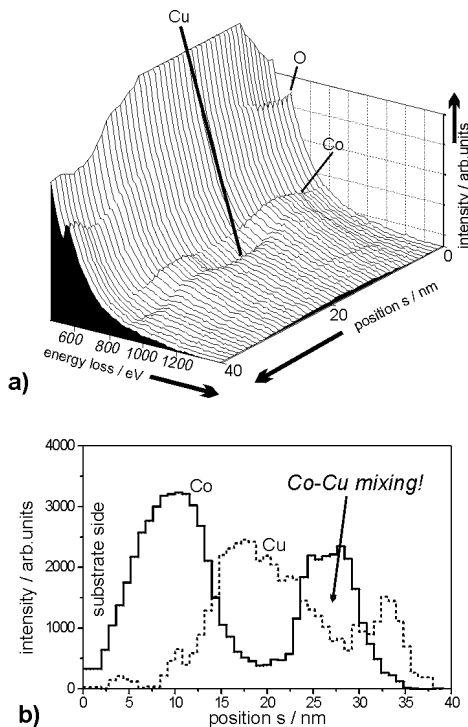 Cu
O
Co
intensity / arb.units
0
20
position s / nm
40
600 800 1000 1200
energy loss / eV
a)
4000
3000
2000
1000
0
intensity / arb.units
substrate side
Co
Cu
Co-Cu mixing!
0 5 10 15 20 25 30 35 40
position s / nm
b)